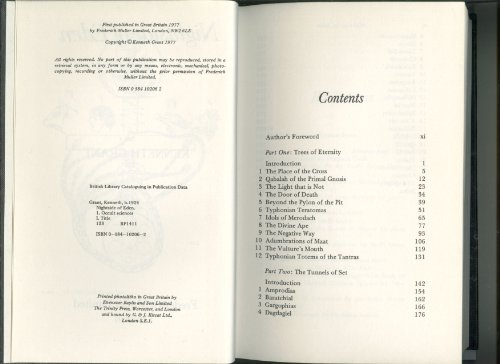 First published in Great Britain 1977
by Frederick Muller Limited, London, NW2 6LE
Copyright © Kenneth Grant 1977
All rights reserved. No part of this publication may be reproduced, stored in a
retrieval system, in any form or by any means, electronic, mechanical, photo-
copying, recording or otherwise, without the prior permission of Frederick
Muller Limited.
ISBN 0 584 10206 2
British Library Cataloguing in Publication Data
Grant, Kenneth, b.1924
Nightside of Eden.
1. Occult sciences
I. Title
133 BF1411
ISBN 0-584-10206-2
Printed photolitho in Great Britain by
Ebenezer Baylis and Son Limited
The Trinity Press, Worcester, and London
and bound by G. & J. Kitcat Ltd.,
London S.E.1.
Contents
Author's Foreword xi
Part One: Trees of Eternity
Introduction 1
1 The Place of the Cross 5
2 Qabalah of the Primal Gnosis 12
3 The Light that is Not 23
4 The Door of Death 34
5 Beyond the Pylon of the Pit 39
6 Typhonian Teratomas 51
7 Idols of Merodach 63
8 The Divine Ape 77
9 The Negative Way 93
10 Adumbrations of Maat 106
11 The Vulture's Mouth 119
12 Typhonian Totems of the Tantras 131
Part Two: The Tunnels of Set
Introduction 142
1 Amprodias 154
2 Baratchial 162
3 Gargophias 166
4 Dagdagiel 176